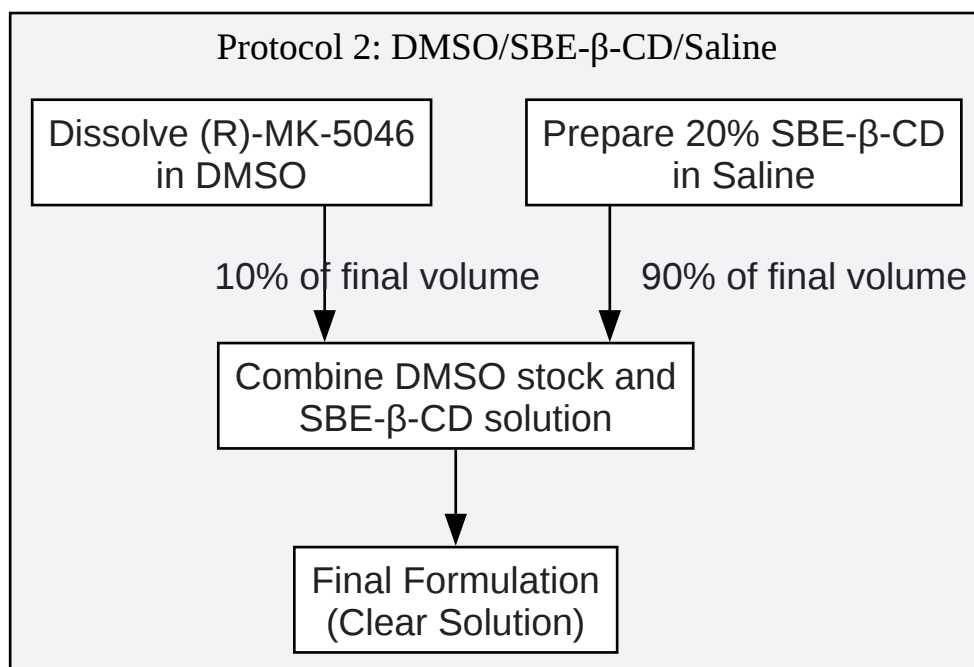 Protocol 2: DMSO/SBE-β-CD/Saline
Dissolve (R)-MK-5046
in DMSO
Prepare 20% SBE-β-CD
in Saline
10% of final volume
90% of final volume
Combine DMSO stock and
SBE-β-CD solution
Final Formulation
(Clear Solution)